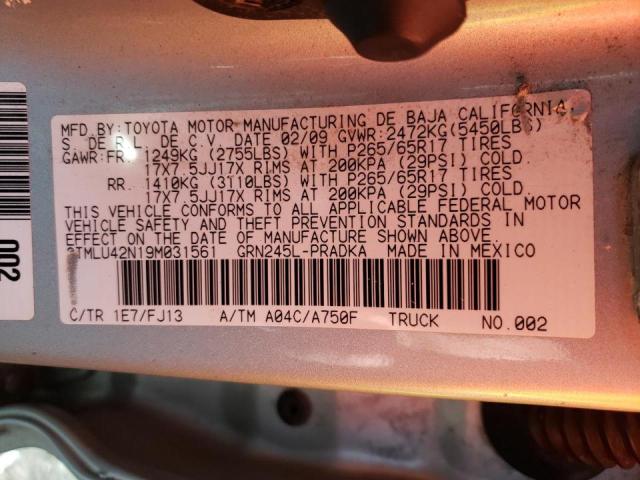 MFD.BY:TOYOTA MOTOR MANUFACTURING DE BAJA CALIFORNIA
S. DE R.L. DE C.V. DATE 02/09 GVWR:2472KG(5450LBS)
GAWR:FR. 1249KG (2755LBS) WITH P265/65R17 TIRES
17X7.5JJ17X RIMS AT 200KPA (29PSI) COLD.
RR. 1410KG (3110LBS) WITH P265/65R17 TIRES
17X7.5JJ17X RIMS AT 200KPA (29PSI) COLD.
THIS VEHICLE CONFORMS TO ALL APPLICABLE FEDERAL MOTOR
VEHICLE SAFETY AND THEFT PREVENTION STANDARDS IN
EFFECT ON THE DATE OF MANUFACTURE SHOWN ABOVE.
TMLU42N19M031561 GRN245L-PRADKA MADE IN MEXICO
C/TR 1E7/FJ13 A/TM A04C/A750F TRUCK NO.002
002